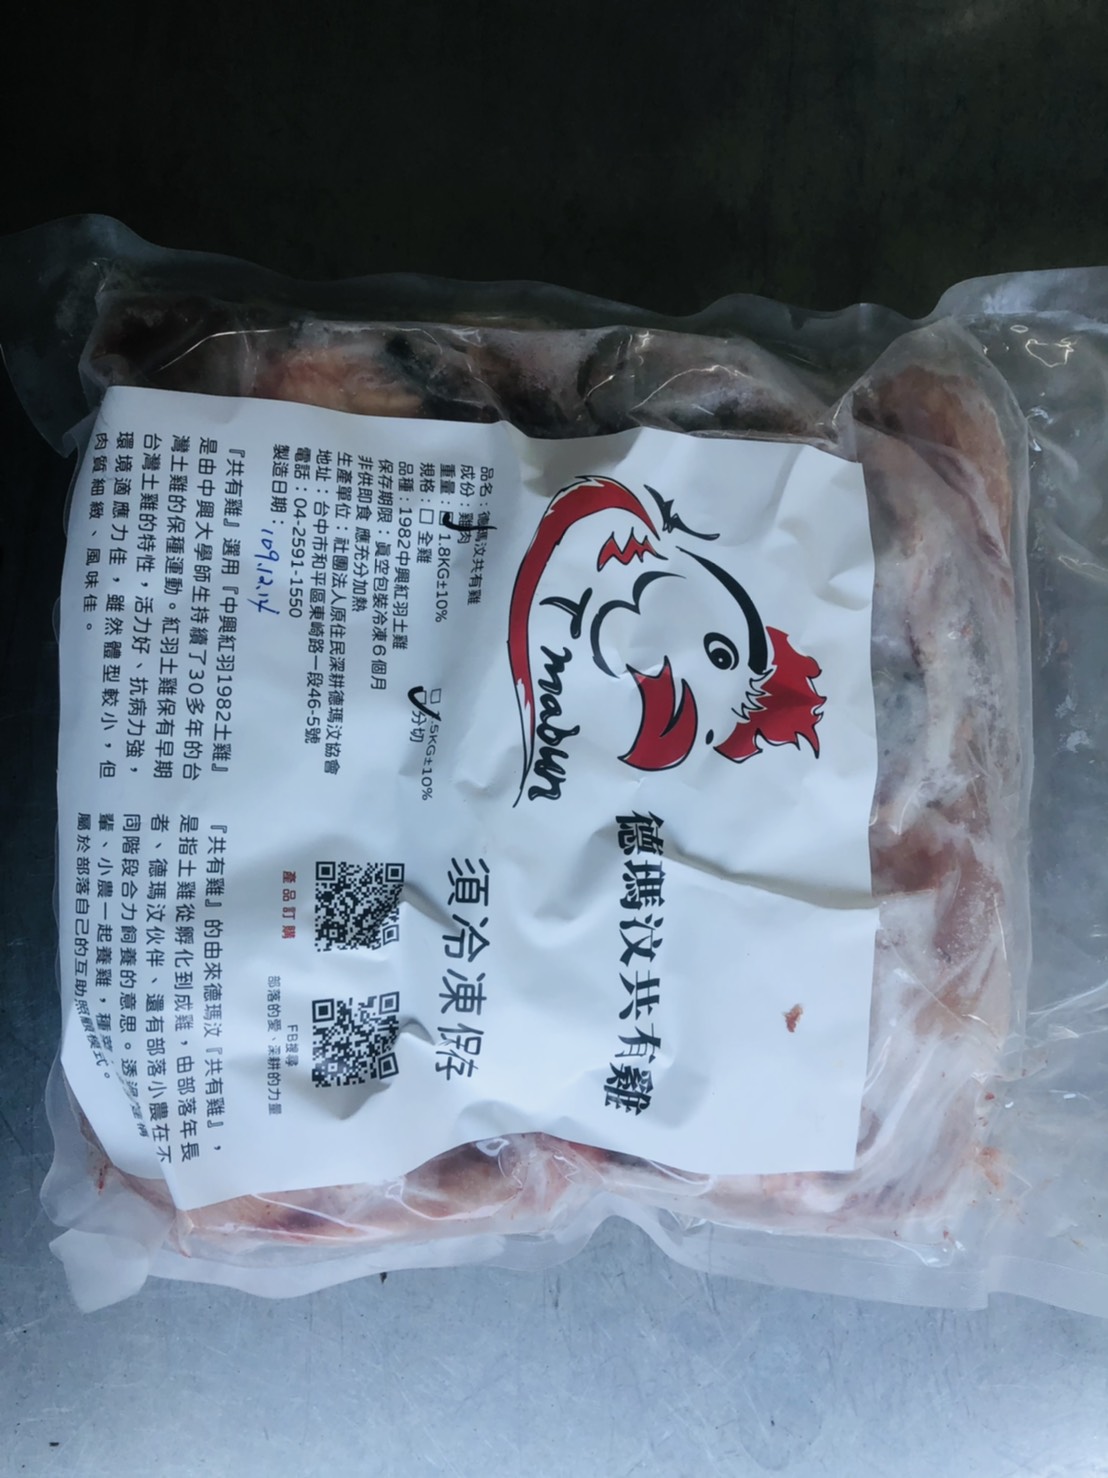 Tmabun
德瑪汶共有雞
品名：德瑪汶共有雞
成份：雞肉
重量：☑1.8KG±10% □.5KG±10%
規格：□全雞 ☑分切
品種：1982中興紅羽土雞
保存期限：真空包裝冷凍6個月
非供即食 應充分加熱
生產單位：社團法人原住民深耕德瑪汶協會
地址：台中市和平區東崎路一段46-5號
電話：04-2591-1550
製造日期：109.12.14
須冷凍保存
產品訂購
FB搜尋
部落的愛、深耕的力量
『共有雞』選用『中興紅羽1982土雞』
是由中興大學師生持續了30多年的台
灣土雞的保種運動。紅羽土雞保有早期
台灣土雞的特性，活力好、抗病力強，
環境適應力佳，雖然體型較小，但
肉質細緻、風味佳。
『共有雞』的由來德瑪汶『共有雞』，
是指土雞從孵化到成雞，由部落年長
者、德瑪汶伙伴、還有部落小農在不
同階段合力飼養的意思。透過
輩、小農一起養雞，種
屬於部落自己的互助照顧模式。